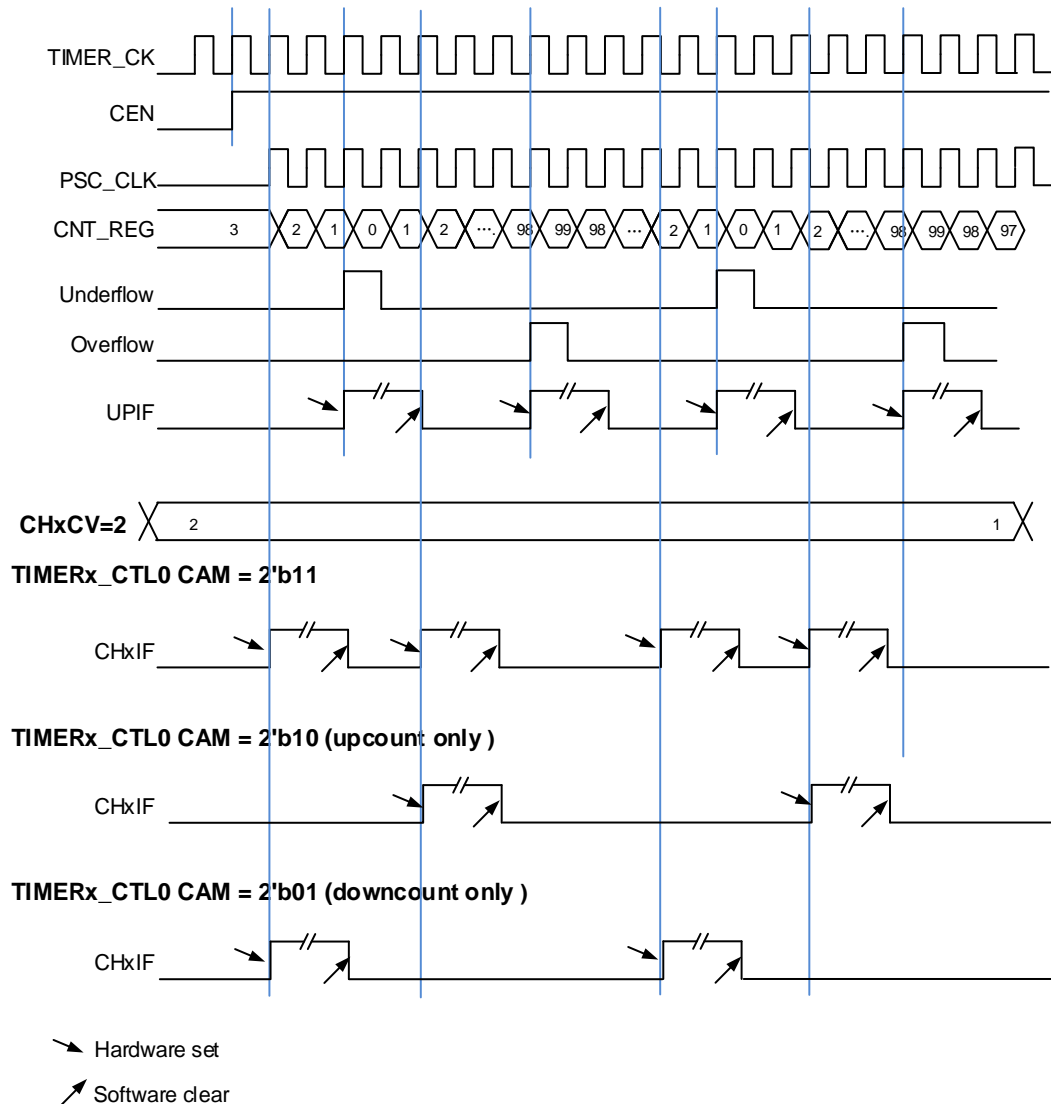 TIMER_CK
CEN
PSC_CLK
CNT_REG 3 2 1 0 1 2 .... 98 99 98 ... 2 1 0 1 2 .... 98 99 98 97
Underflow
Overflow
UPIF
CHxCV=2 2 1
TIMERx_CTL0 CAM = 2'b11
CHxIF
TIMERx_CTL0 CAM = 2'b10 (upcount only )
CHxIF
TIMERx_CTL0 CAM = 2'b01 (downcount only )
CHxIF
Hardware set
Software clear